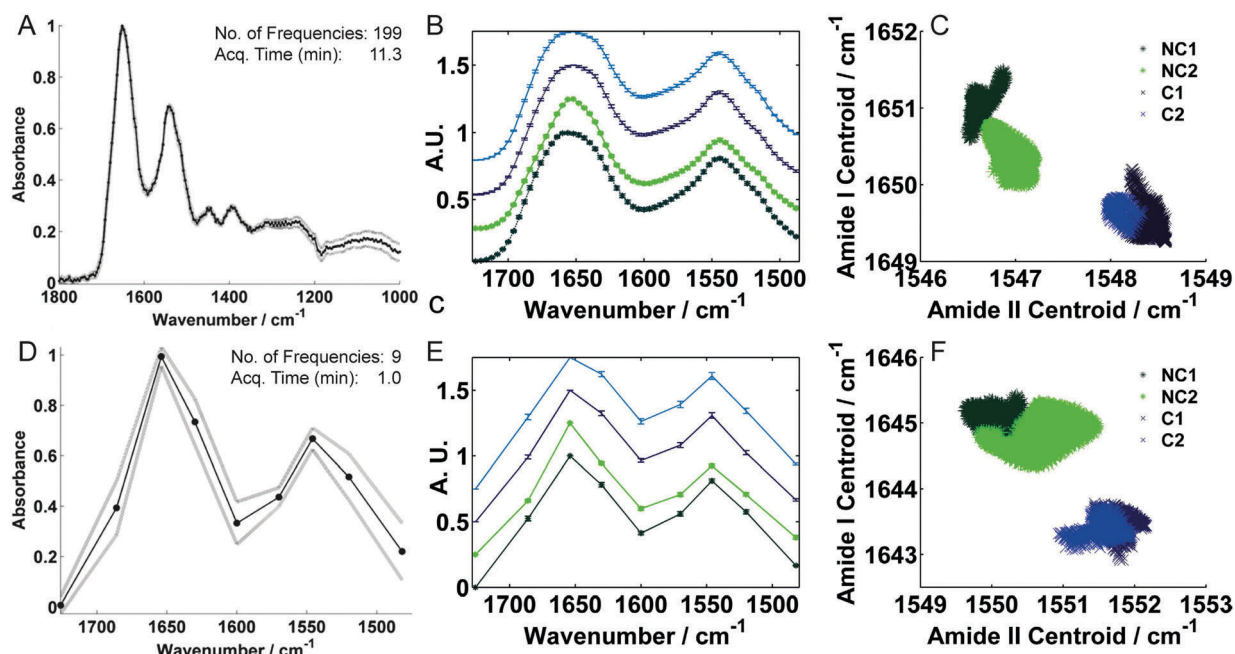 A
No. of Frequencies: 199
Acq. Time (min): 11.3
Absorbance
1
0.8
0.6
0.4
0.2
0
1800 1600 1400 1200 1000
Wavenumber / cm-1
B
A.U.
1.5
1
0.5
1700 1650 1600 1550 1500
Wavenumber / cm-1
C
Amide I Centroid / cm-1
1652
1651
1650
1649
NC1
NC2
C1
C2
1546 1547 1548 1549
Amide II Centroid / cm-1
c
D
No. of Frequencies: 9
Acq. Time (min): 1.0
Absorbance
1
0.8
0.6
0.4
0.2
0
1700 1650 1600 1550 1500
Wavenumber / cm-1
E
A. U.
1.5
1
0.5
0
1700 1650 1600 1550 1500
Wavenumber / cm-1
F
Amide I Centroid / cm-1
1646
1645
1644
1643
NC1
NC2
C1
C2
1549 1550 1551 1552 1553
Amide II Centroid / cm-1